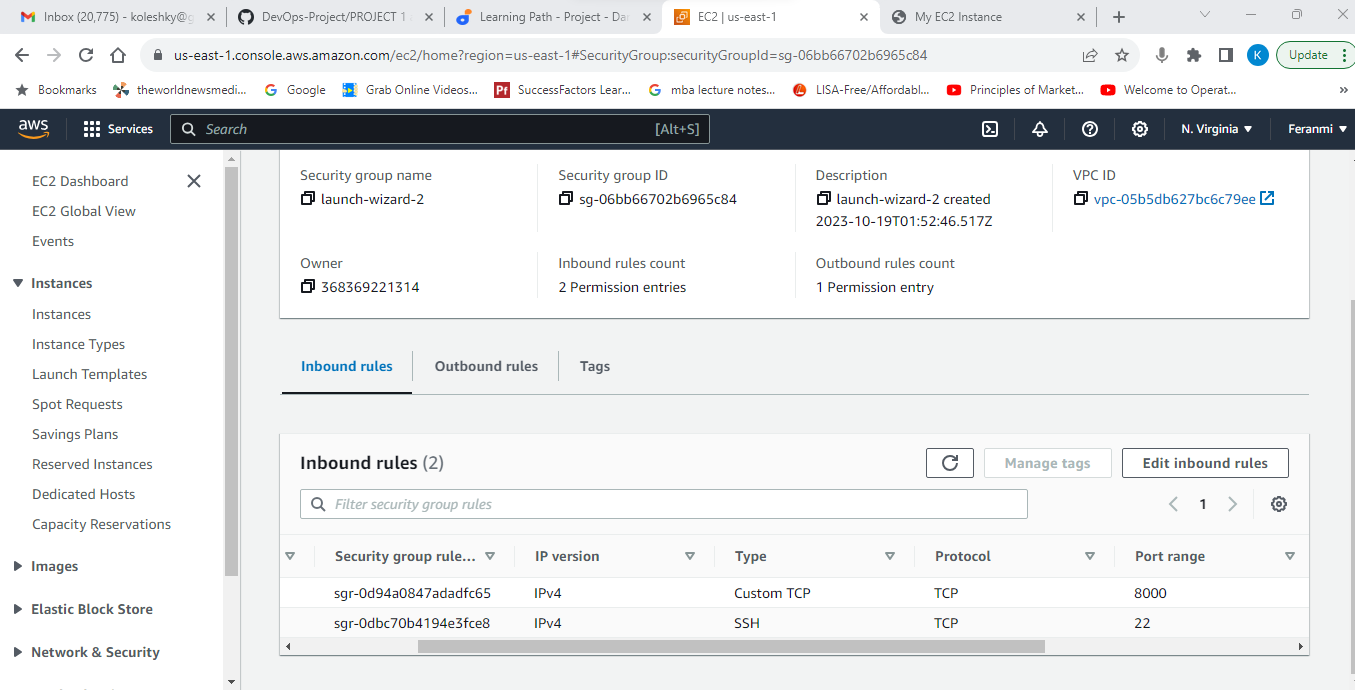 Inbox (20,775) - koleshky@g
DevOps-Project/PROJECT 1
Learning Path - Project - Da
EC2 | us-east-1
My EC2 Instance
us-east-1.console.aws.amazon.com/ec2/home?region=us-east-1#SecurityGroup:securityGroupId=sg-06bb66702b6965c84
K
Update
Bookmarks
theworldnewsmedi...
Google
Grab Online Videos...
Pf
SuccessFactors Lear...
mba lecture notes...
LISA-Free/Affordabl...
Principles of Market...
Welcome to Operat...
aws
Services
Search
[Alt+S]
N. Virginia
Feranmi
EC2 Dashboard
EC2 Global View
Events
Instances
Instances
Instance Types
Launch Templates
Spot Requests
Savings Plans
Reserved Instances
Dedicated Hosts
Capacity Reservations
Images
Elastic Block Store
Network & Security
Security group name
launch-wizard-2
Security group ID
sg-06bb66702b6965c84
Description
launch-wizard-2 created
2023-10-19T01:52:46.517Z
VPC ID
vpc-05b5db627bc6c79ee
Owner
368369221314
Inbound rules count
2 Permission entries
Outbound rules count
1 Permission entry
Inbound rules
Outbound rules
Tags
Inbound rules (2)
Manage tags
Edit inbound rules
Filter security group rules
1
Security group rule...
IP version
Type
Protocol
Port range
sgr-0d94a0847adadfc65
IPv4
Custom TCP
TCP
8000
sgr-0dbc70b4194e3fce8
IPv4
SSH
TCP
22